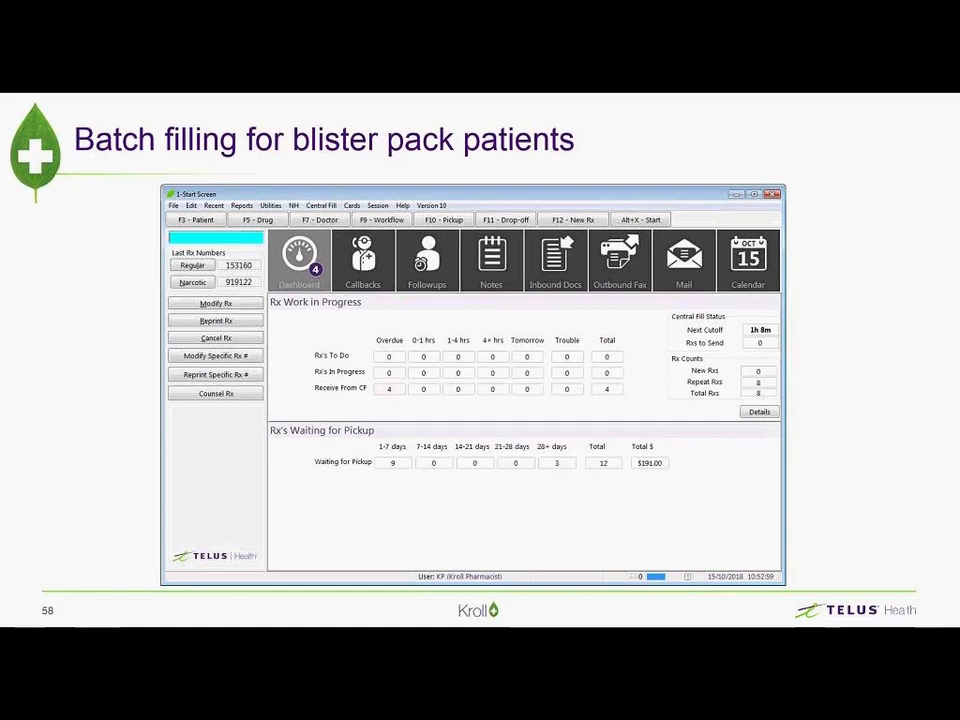 Batch filling for blister pack patients
1-Start Screen
File Edit Recent Reports Utilities NH Central Fill Cards Session Help Version 10
F3 - Patient F5 - Drug F7 - Doctor F9 - Workflow F10 - Pickup F11 - Drop-off F12 - New Rx Alt+X - Start
Last Rx Numbers
Regular 153160
Narcotic 919122
Modify Rx
Reprint Rx
Cancel Rx
Modify Specific Rx #
Reprint Specific Rx #
Counsel Rx
4
OCT
15
Dashboard Callbacks Followups Notes Inbound Docs Outbound Fax Mail Calendar
Rx Work in Progress
Overdue 0-1 hrs 1-4 hrs 4+ hrs Tomorrow Trouble Total
Rx's To Do 0 0 0 0 0 0 0
Rx's In Progress 0 0 0 0 0 0 0
Receive From CF 4 0 0 0 0 0 4
Central Fill Status
Next Cutoff 1h 8m
Rxs to Send 0
Rx Counts
New Rxs 0
Repeat Rxs 8
Total Rxs 8
Details
Rx's Waiting for Pickup
1-7 days 7-14 days 14-21 days 21-28 days 28+ days Total Total $
Waiting for Pickup 9 0 0 0 3 12 $191.00
TELUS Health
User: KP (Kroll Pharmacist) 0 15/10/2018 10:52:59
58
Kroll
TELUS Health